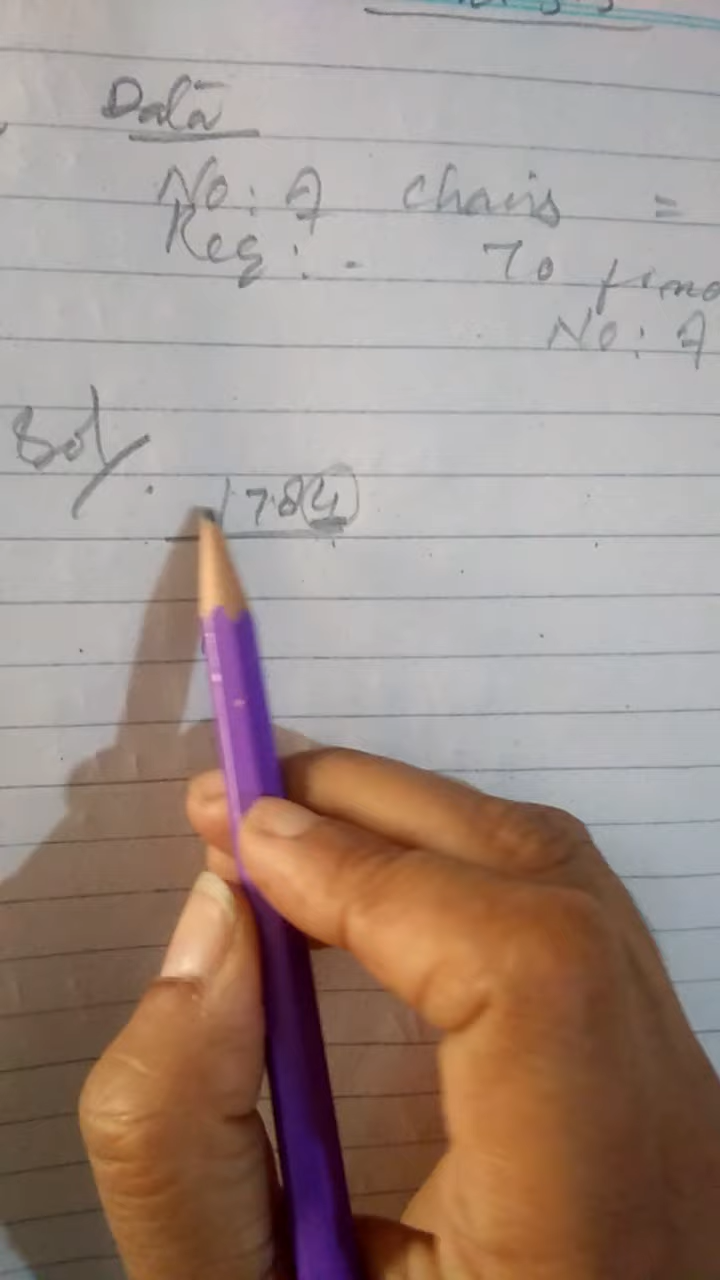 Data
No: of chairs =
Req: - To find
No: of
Sol.
1784